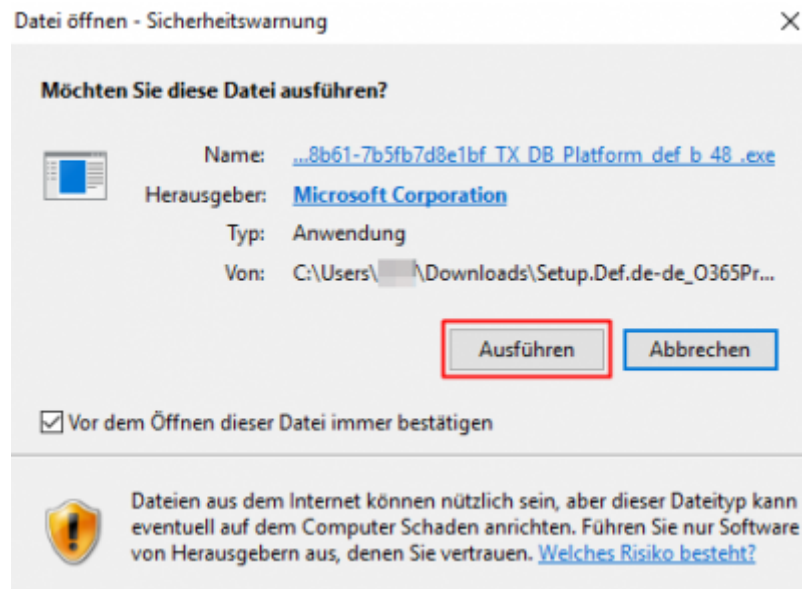 Datei öffnen - Sicherheitswarnung
Möchten Sie diese Datei ausführen?
Name: ...8b61-7b5fb7d8e1bf_TX_DB_Platform_def_b_48_.exe
Herausgeber: Microsoft Corporation
Typ: Anwendung
Von: C:\Users\ \Downloads\Setup.Def.de-de_O365Pr...
Ausführen Abbrechen
Vor dem Öffnen dieser Datei immer bestätigen
Dateien aus dem Internet können nützlich sein, aber dieser Dateityp kann
eventuell auf dem Computer Schaden anrichten. Führen Sie nur Software
von Herausgebern aus, denen Sie vertrauen. Welches Risiko besteht?